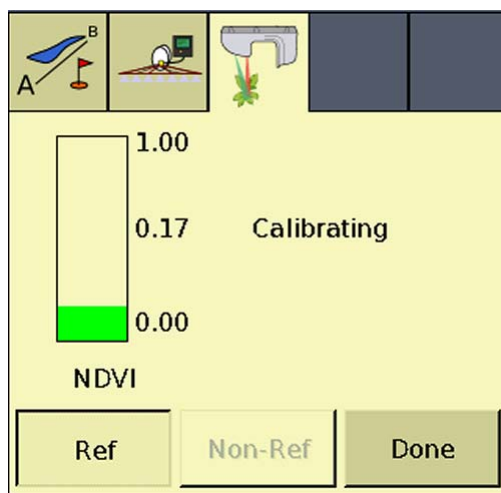 A B
1.00
0.17 Calibrating
0.00
NDVI
Ref Non-Ref Done